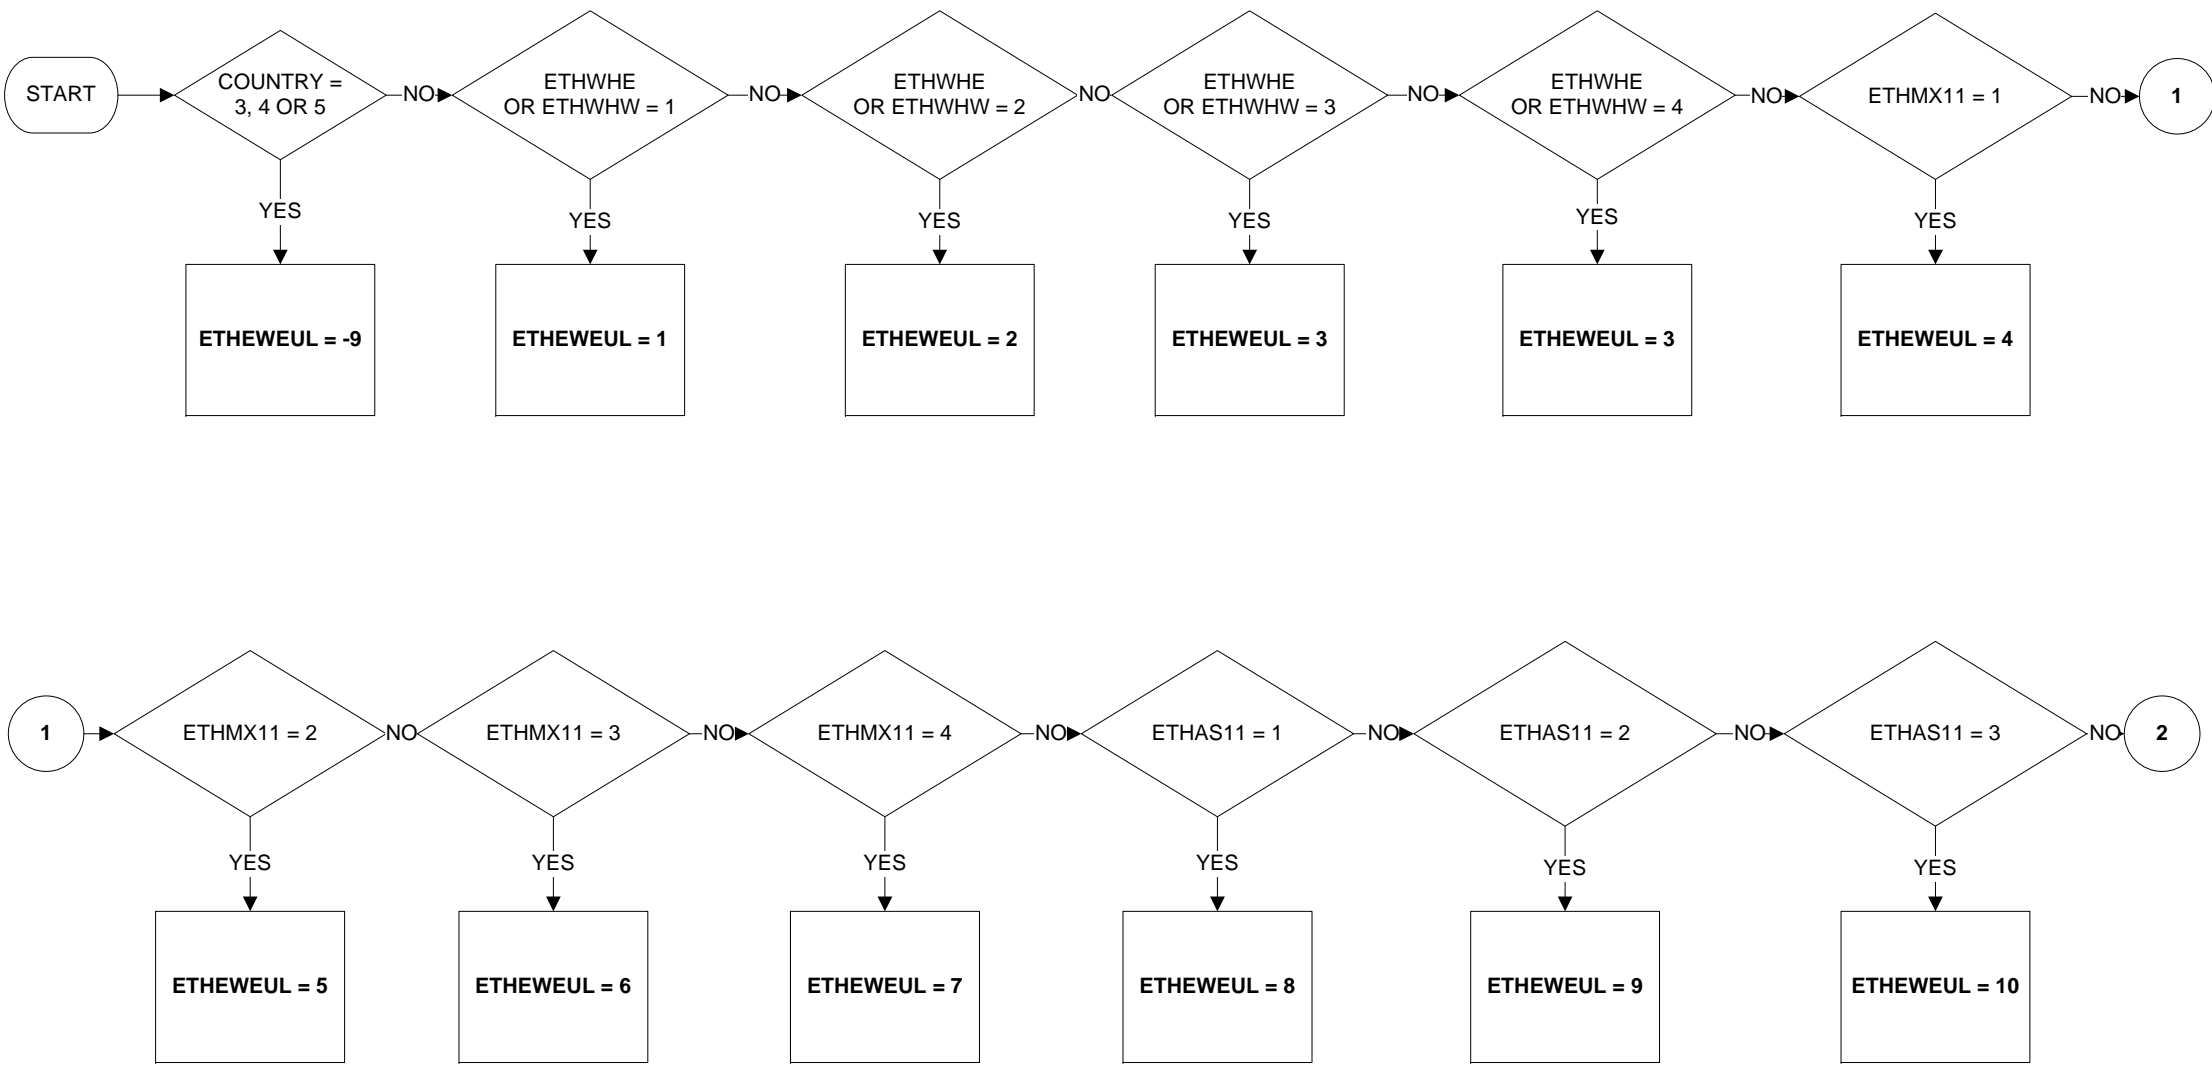 START
COUNTRY =
3, 4 OR 5
NO
ETHWHE
OR ETHWHW = 1
NO
ETHWHE
OR ETHWHW = 2
NO
ETHWHE
OR ETHWHW = 3
NO
ETHWHE
OR ETHWHW = 4
NO
ETHMX11 = 1
NO
1
YES
YES
YES
YES
YES
YES
ETHEWEUL = -9
ETHEWEUL = 1
ETHEWEUL = 2
ETHEWEUL = 3
ETHEWEUL = 3
ETHEWEUL = 4
1
ETHMX11 = 2
NO
ETHMX11 = 3
NO
ETHMX11 = 4
NO
ETHAS11 = 1
NO
ETHAS11 = 2
NO
ETHAS11 = 3
NO
2
YES
YES
YES
YES
YES
YES
ETHEWEUL = 5
ETHEWEUL = 6
ETHEWEUL = 7
ETHEWEUL = 8
ETHEWEUL = 9
ETHEWEUL = 10